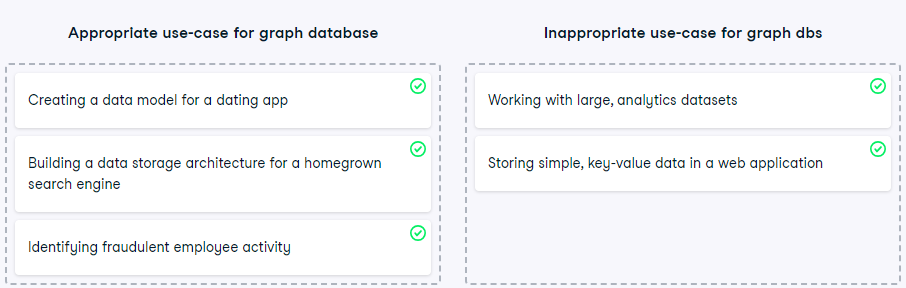 Appropriate use-case for graph database
Creating a data model for a dating app
Building a data storage architecture for a homegrown
search engine
Identifying fraudulent employee activity
Inappropriate use-case for graph dbs
Working with large, analytics datasets
Storing simple, key-value data in a web application